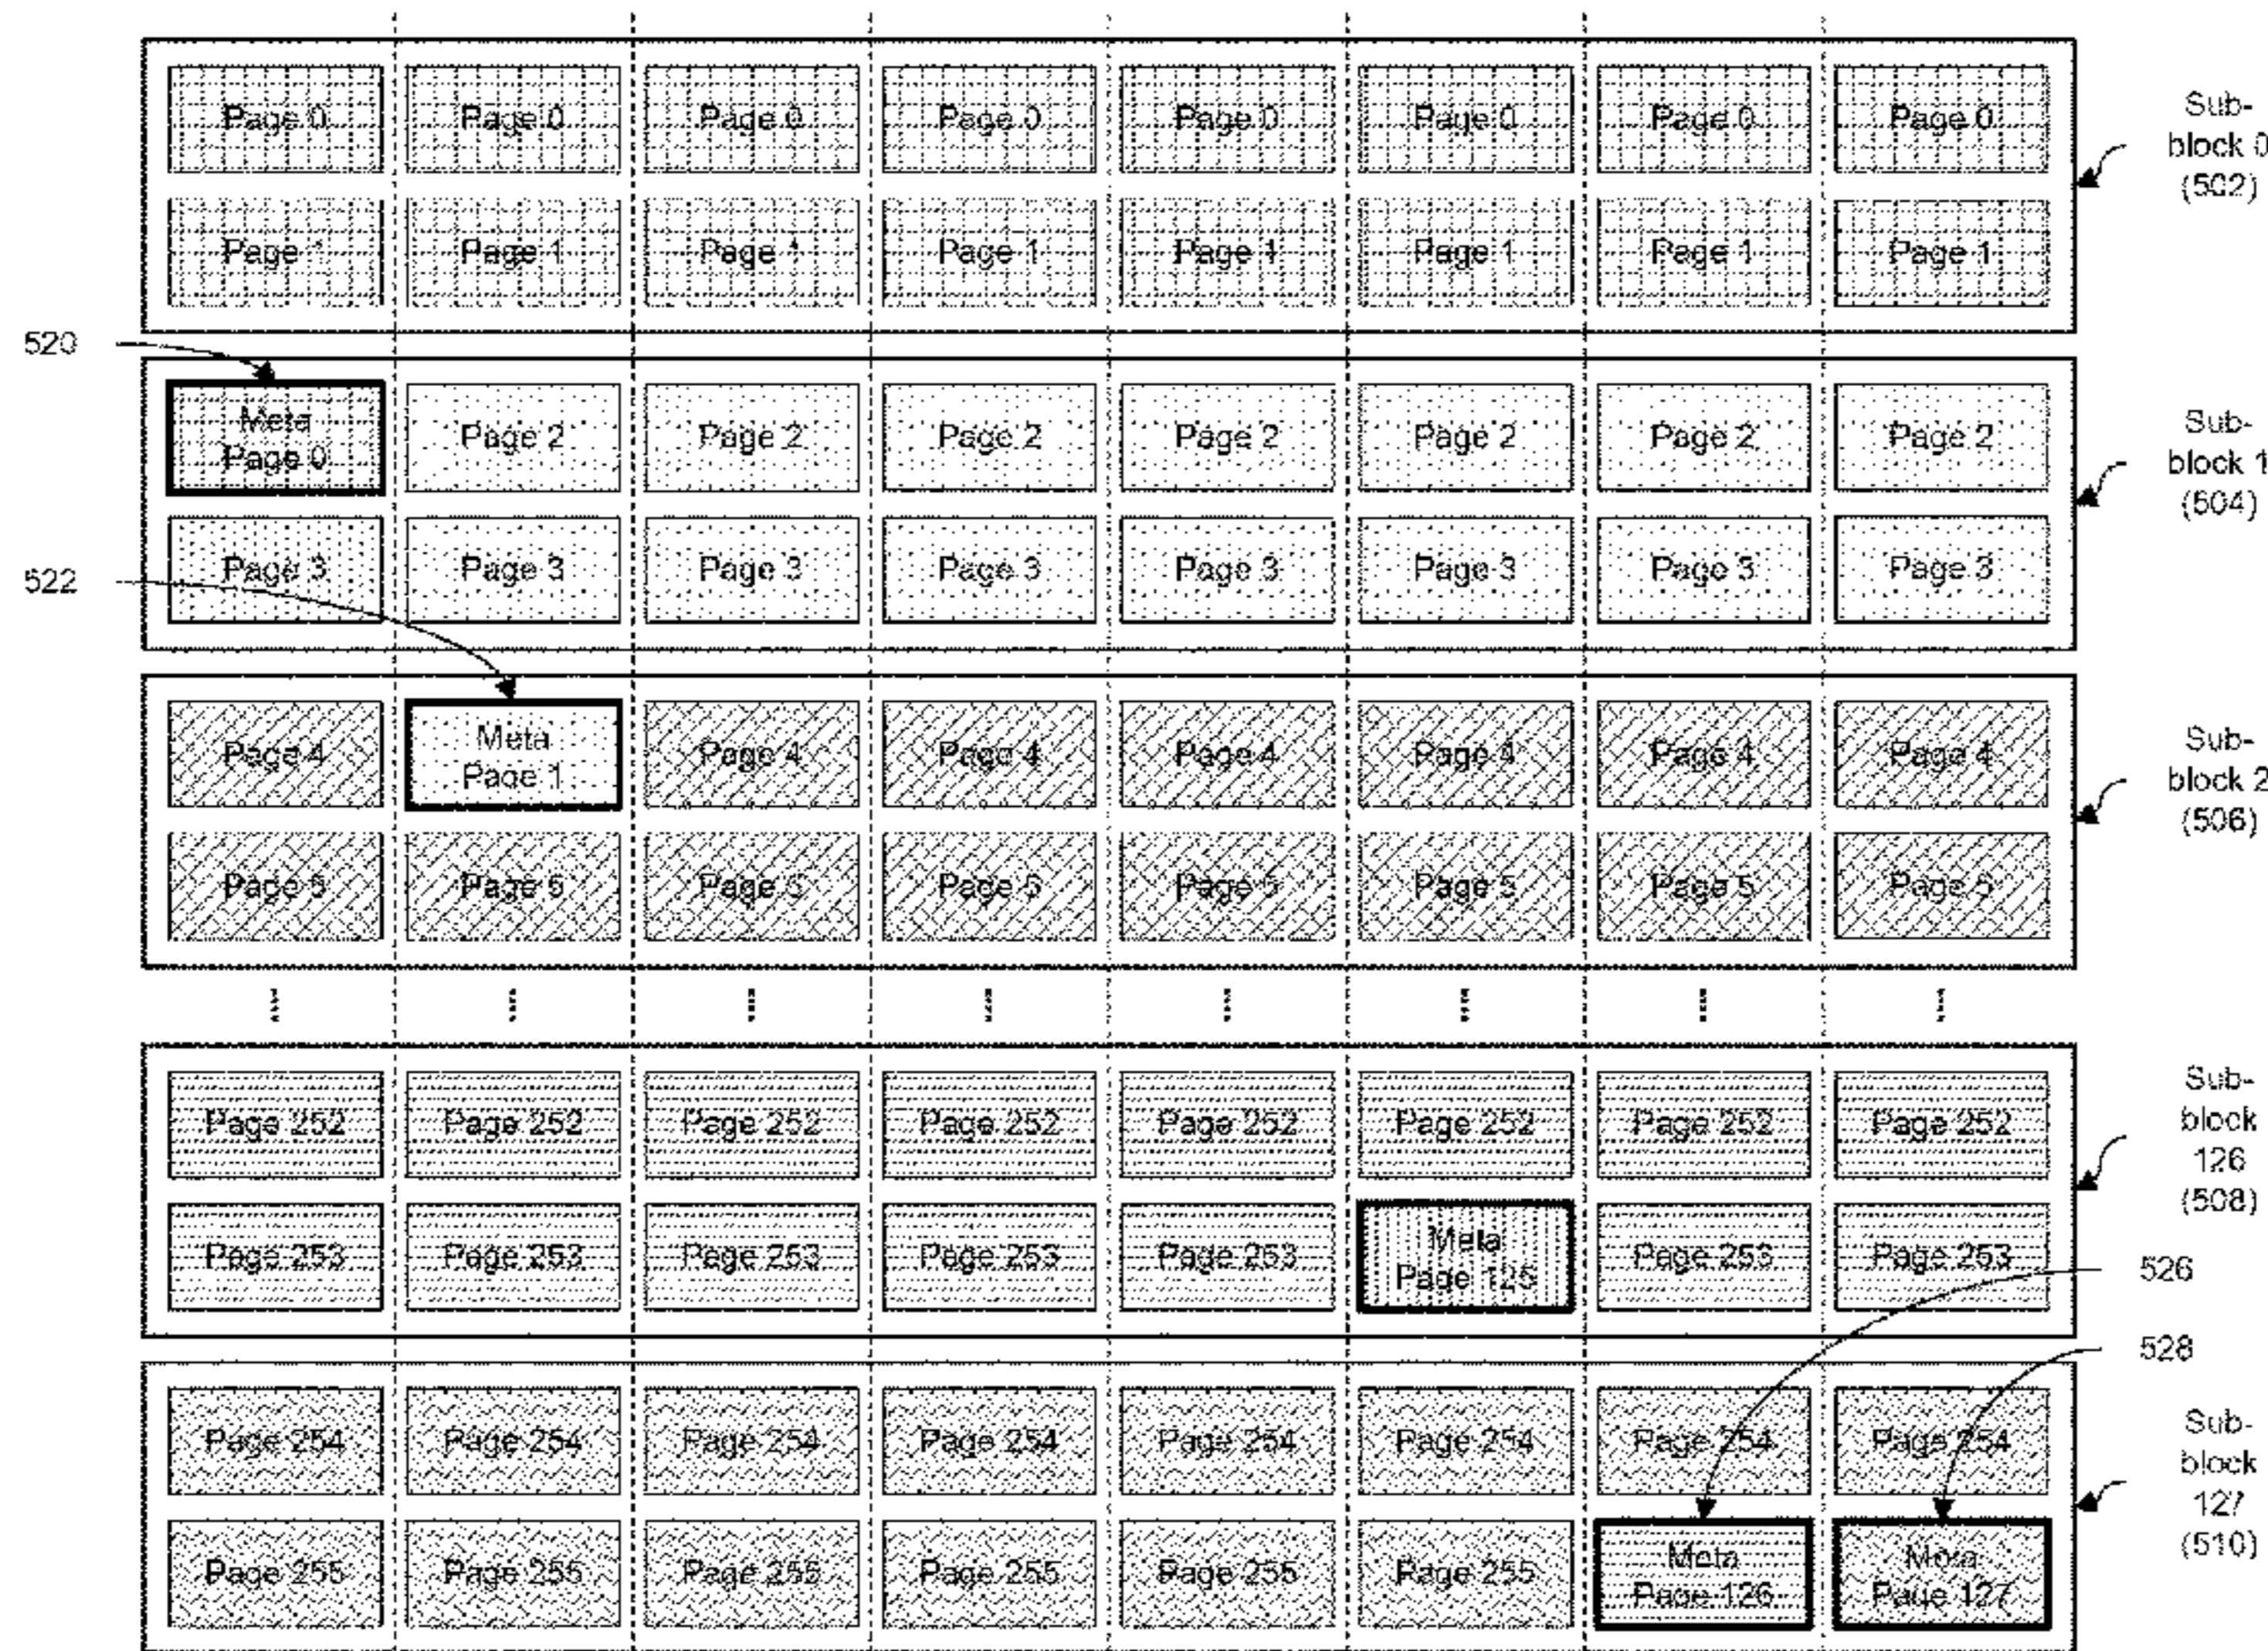 Page 0 Page 0 Page 0 Page 0 Page 0 Page 0 Page 0 Page 0
Sub-
block 0
(502)
Page 1 Page 1 Page 1 Page 1 Page 1 Page 1 Page 1 Page 1
520
Meta
Page 0
Page 2 Page 2 Page 2 Page 2 Page 2 Page 2 Page 2
Sub-
block 1
(504)
522
Page 3 Page 3 Page 3 Page 3 Page 3 Page 3 Page 3 Page 3
Page 4
Meta
Page 1
Page 4 Page 4 Page 4 Page 4 Page 4 Page 4
Sub-
block 2
(506)
Page 5 Page 5 Page 5 Page 5 Page 5 Page 5 Page 5 Page 5
Page 252 Page 252 Page 252 Page 252 Page 252 Page 252 Page 252 Page 252
Sub-
block
126
(508)
Page 253 Page 253 Page 253 Page 253 Page 253
Meta
Page 125
Page 253 Page 253
526
528
Page 254 Page 254 Page 254 Page 254 Page 254 Page 254 Page 254 Page 254
Sub-
block
127
(510)
Page 255 Page 255 Page 255 Page 255 Page 255 Page 255
Meta
Page 126
Meta
Page 127